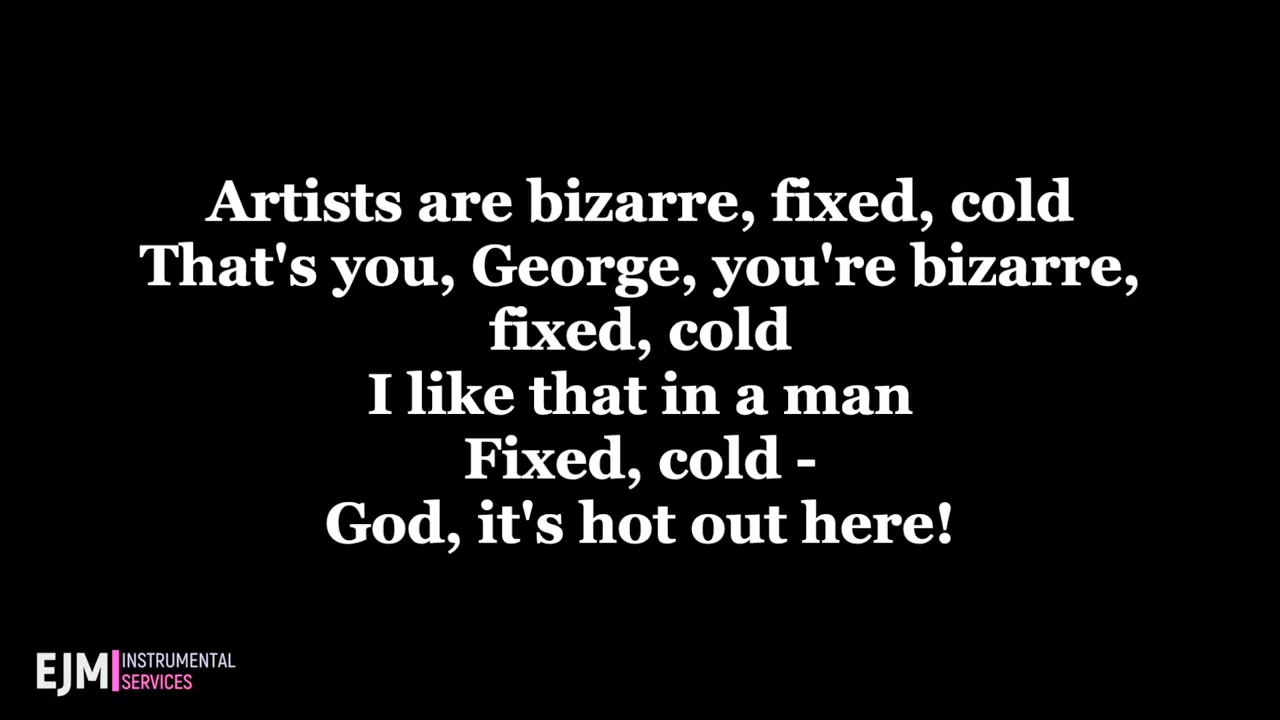 Artists are bizarre, fixed, cold
That's you, George, you're bizarre,
fixed, cold
I like that in a man
Fixed, cold -
God, it's hot out here!
EJM INSTRUMENTAL
SERVICES